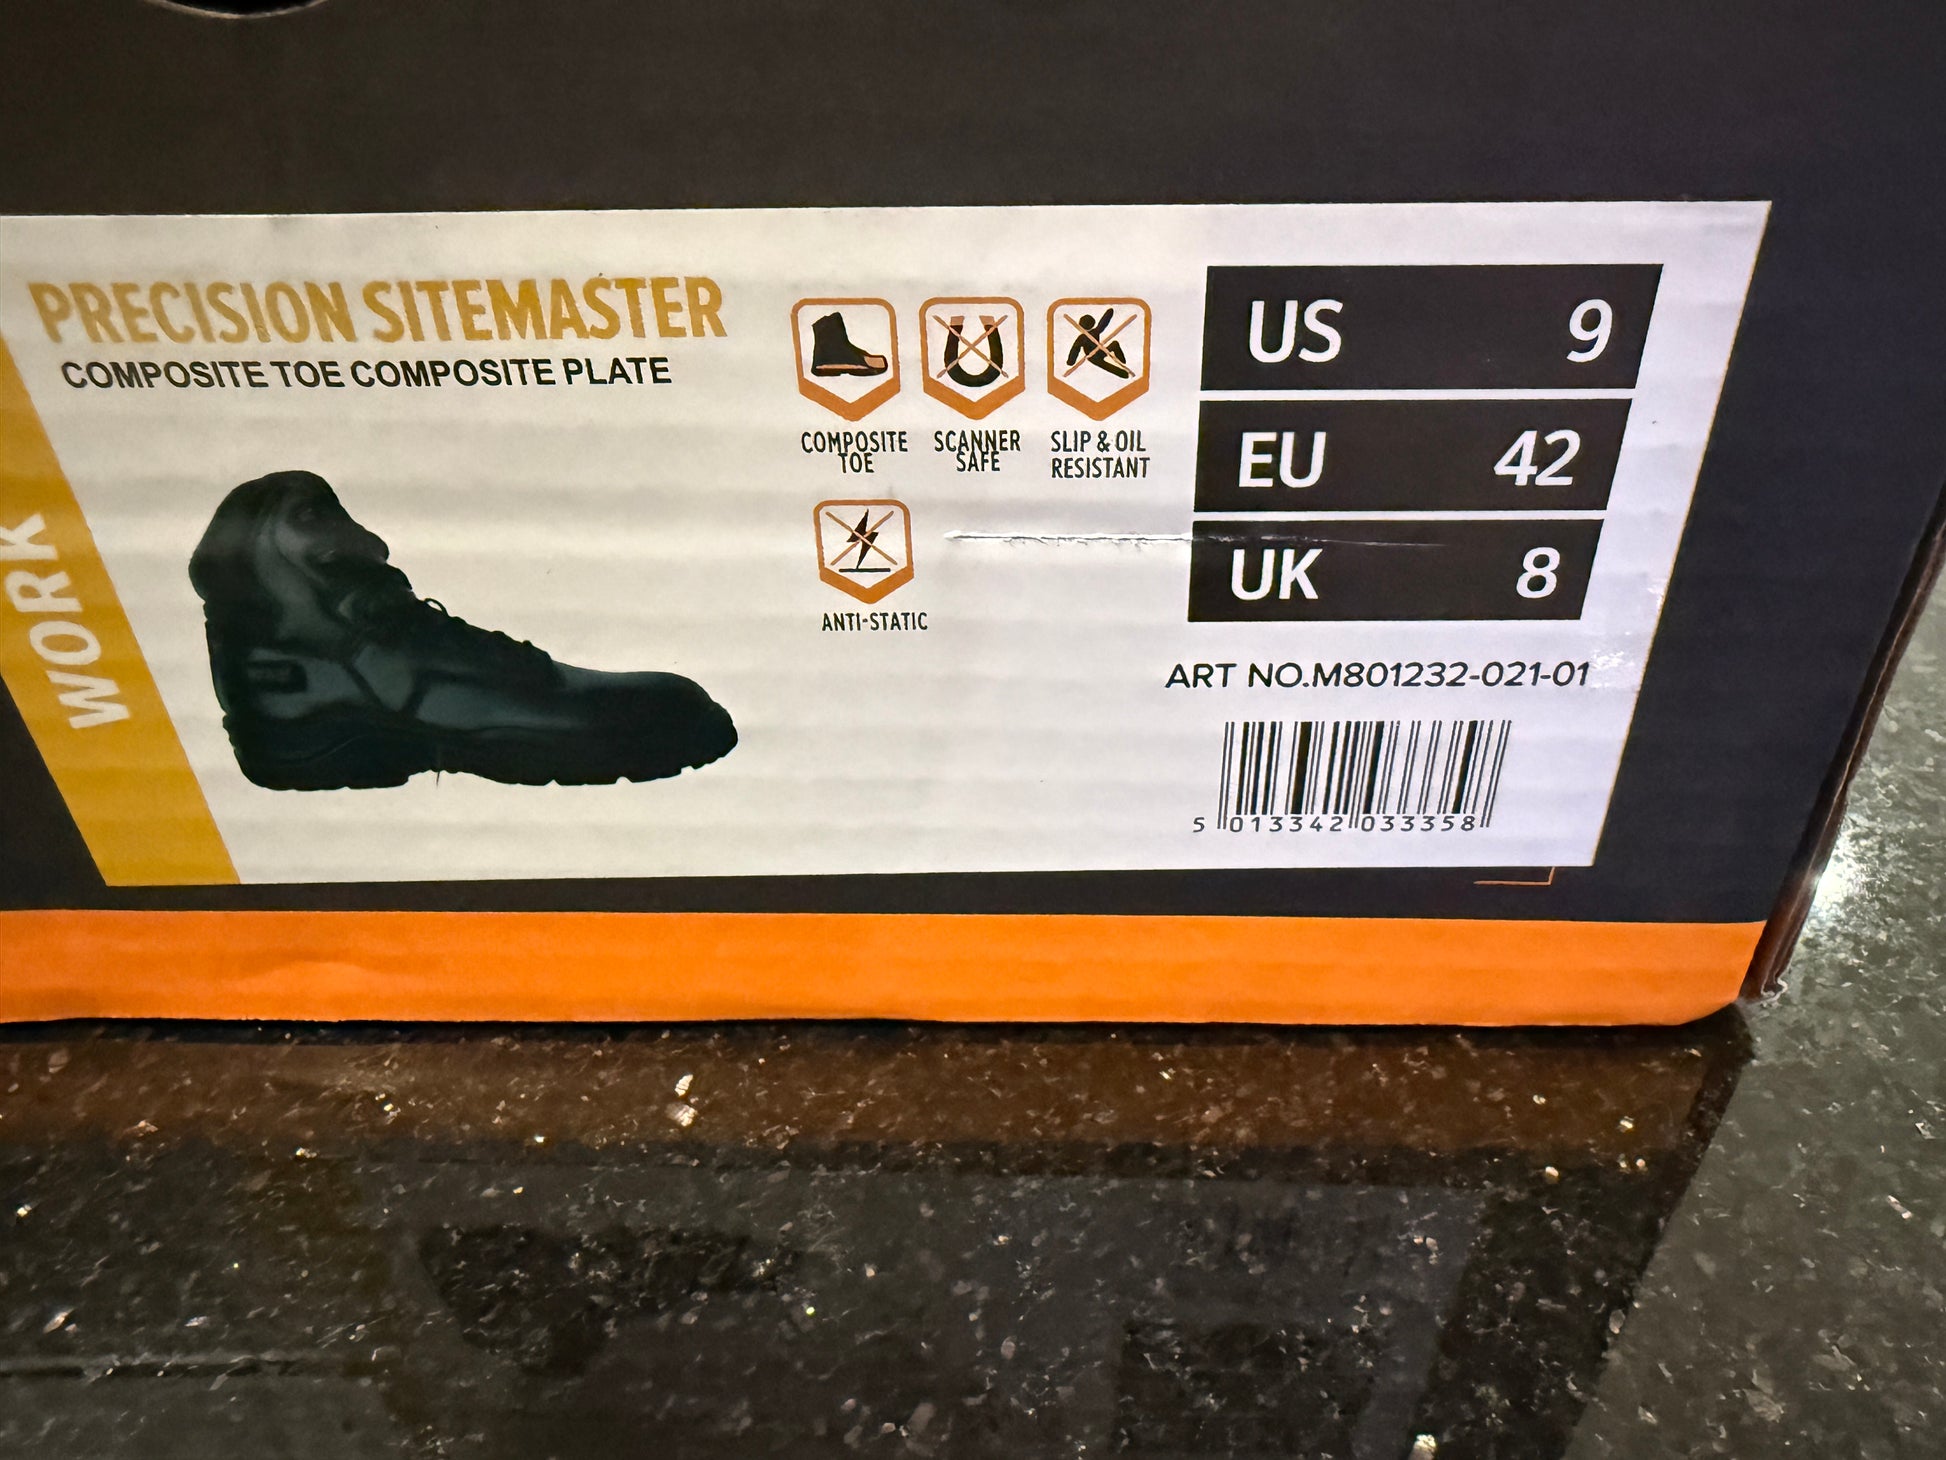 PRECISION SITEMASTER
COMPOSITE TOE COMPOSITE PLATE
WORK
COMPOSITE
TOE
SCANNER
SAFE
SLIP & OIL
RESISTANT
ANTI-STATIC
US 9
EU 42
UK 8
ART NO.M801232-021-01
5 013342 033358